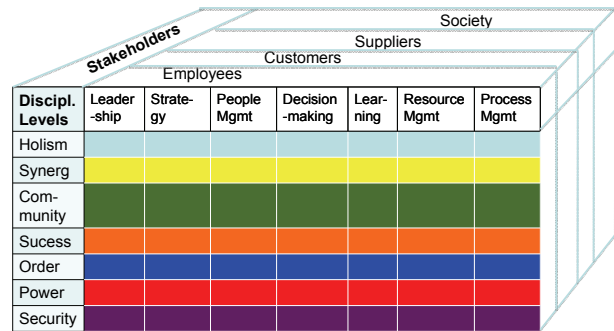 Society
Suppliers
Customers
Employees
Stakeholders
Discipl. Leader Strate- People Decision Lear- Resource Process
Levels -ship gy Mgmt -making ning Mgmt Mgmt
Holism
Synerg
Com-
munity
Sucess
Order
Power
Security